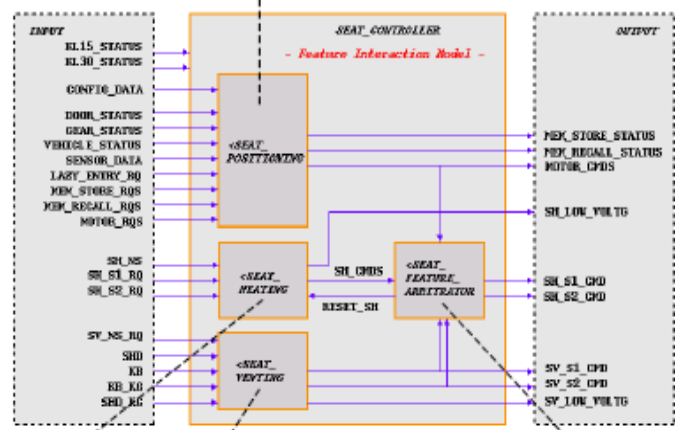 INPUT
SEAT_CONTROLLER
OUTPUT
- Feature Interaction Model -
KL15_STATUS
KL30_STATUS
CONFIG_DATA
DOOR_STATUS
GEAR_STATUS
VEHICLE_STATUS
SENSOR_DATA
LAZY_ENTRY_RQ
MEM_STORE_RQS
MEM_RECALL_RQS
MOTOR_RQS
<SEAT_
POSITIONING
MEM_STORE_STATUS
MEM_RECALL_STATUS
MOTOR_CMDS
SH_LOW_VOLTG
SH_NS
SH_S1_RQ
SH_S2_RQ
<SEAT_
HEATING
SH_CMDS
RESET_SH
<SEAT_
FEATURE_
ARBITRATOR
SH_S1_CMD
SH_S2_CMD
SV_NS_RQ
SHD
KB
KB_KG
SHD_KG
<SEAT_
VENTING
SV_S1_CMD
SV_S2_CMD
SV_LOW_VOLTG